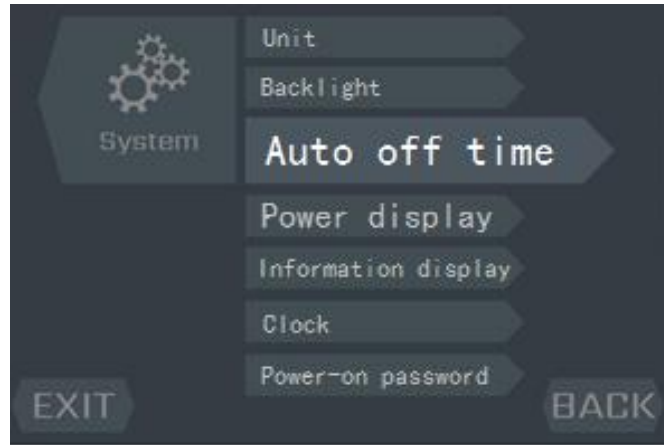 Unit
Backlight
System
Auto off time
Power display
Information display
Clock
Power-on password
EXIT
BACK